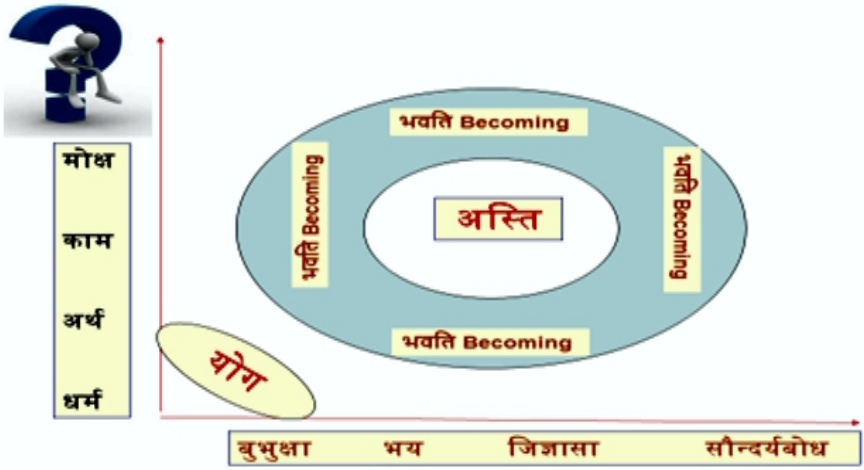 भवति Becoming
मोक्ष
भवति Becoming
भवति Becoming
अस्ति
काम
अर्थ
भवति Becoming
योग
धर्म
बुभुक्षा भय जिज्ञासा सौन्दर्यबोध